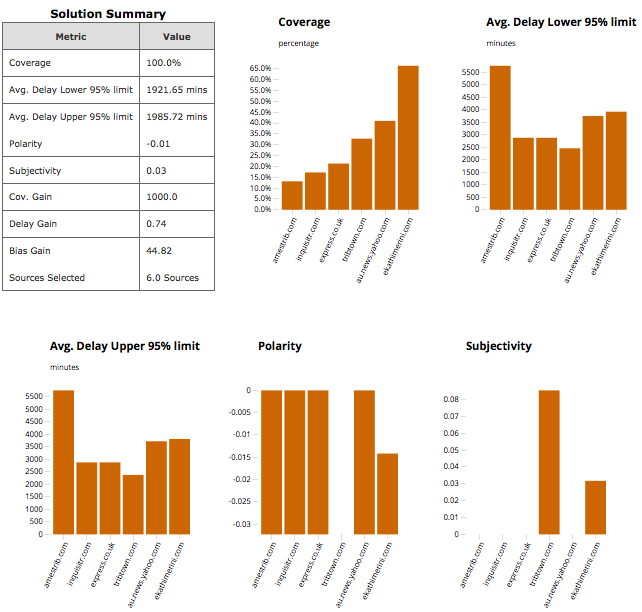 Solution Summary
Metric Value
Coverage 100.0%
Avg. Delay Lower 95% limit 1921.65 mins
Avg. Delay Upper 95% limit 1985.72 mins
Polarity -0.01
Subjectivity 0.03
Cov. Gain 1000.0
Delay Gain 0.74
Bias Gain 44.82
Sources Selected 6.0 Sources
Coverage
percentage
65.0%
60.0%
55.0%
50.0%
45.0%
40.0%
35.0%
30.0%
25.0%
20.0%
15.0%
10.0%
5.0%
0.0%
amestrib.com
inquisitr.com
express.co.uk
tribtown.com
au.news.yahoo.com
ekathimerini.com
Avg. Delay Lower 95% limit
minutes
5500
5000
4500
4000
3500
3000
2500
2000
1500
1000
500
0
amestrib.com
inquisitr.com
express.co.uk
tribtown.com
au.news.yahoo.com
ekathimerini.com
Avg. Delay Upper 95% limit
minutes
5500
5000
4500
4000
3500
3000
2500
2000
1500
1000
500
0
amestrib.com
inquisitr.com
express.co.uk
tribtown.com
au.news.yahoo.com
ekathimerini.com
Polarity
0
-0.005
-0.01
-0.015
-0.02
-0.025
-0.03
amestrib.com
inquisitr.com
express.co.uk
tribtown.com
au.news.yahoo.com
ekathimerini.com
Subjectivity
0.08
0.07
0.06
0.05
0.04
0.03
0.02
0.01
0
amestrib.com
inquisitr.com
express.co.uk
tribtown.com
au.news.yahoo.com
ekathimerini.com